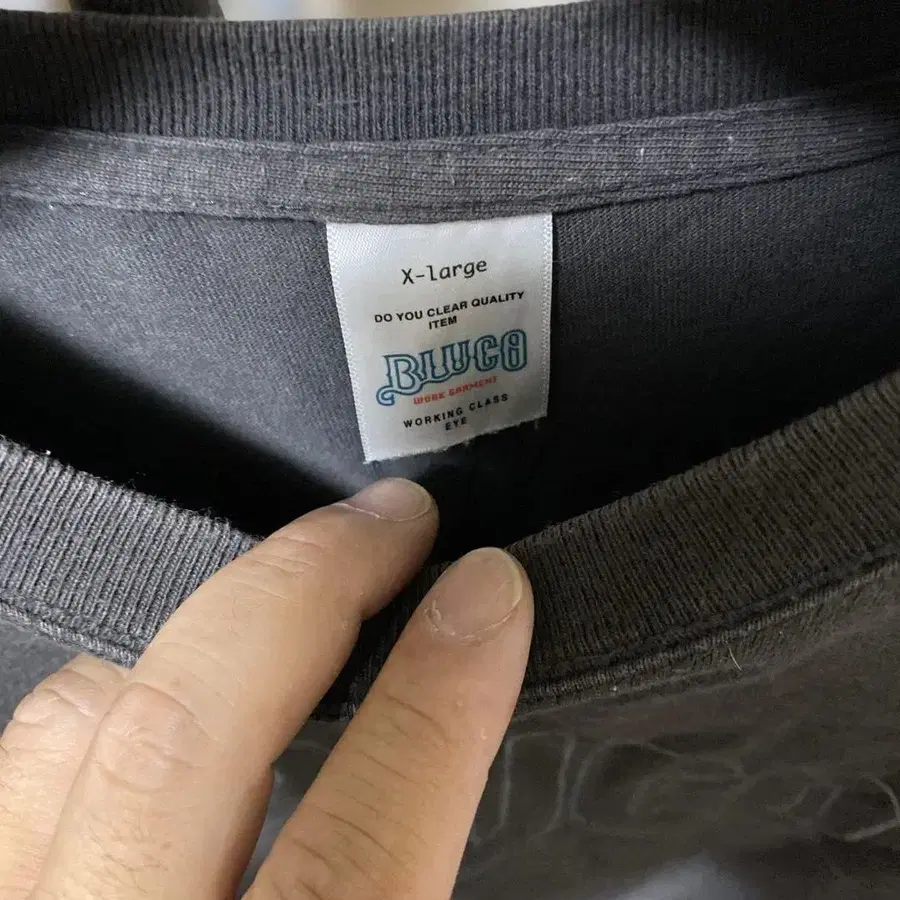 X-large
DO YOU CLEAR QUALITY
ITEM
BLUCO
WORK GARMENT
WORKING CLASS
EYE